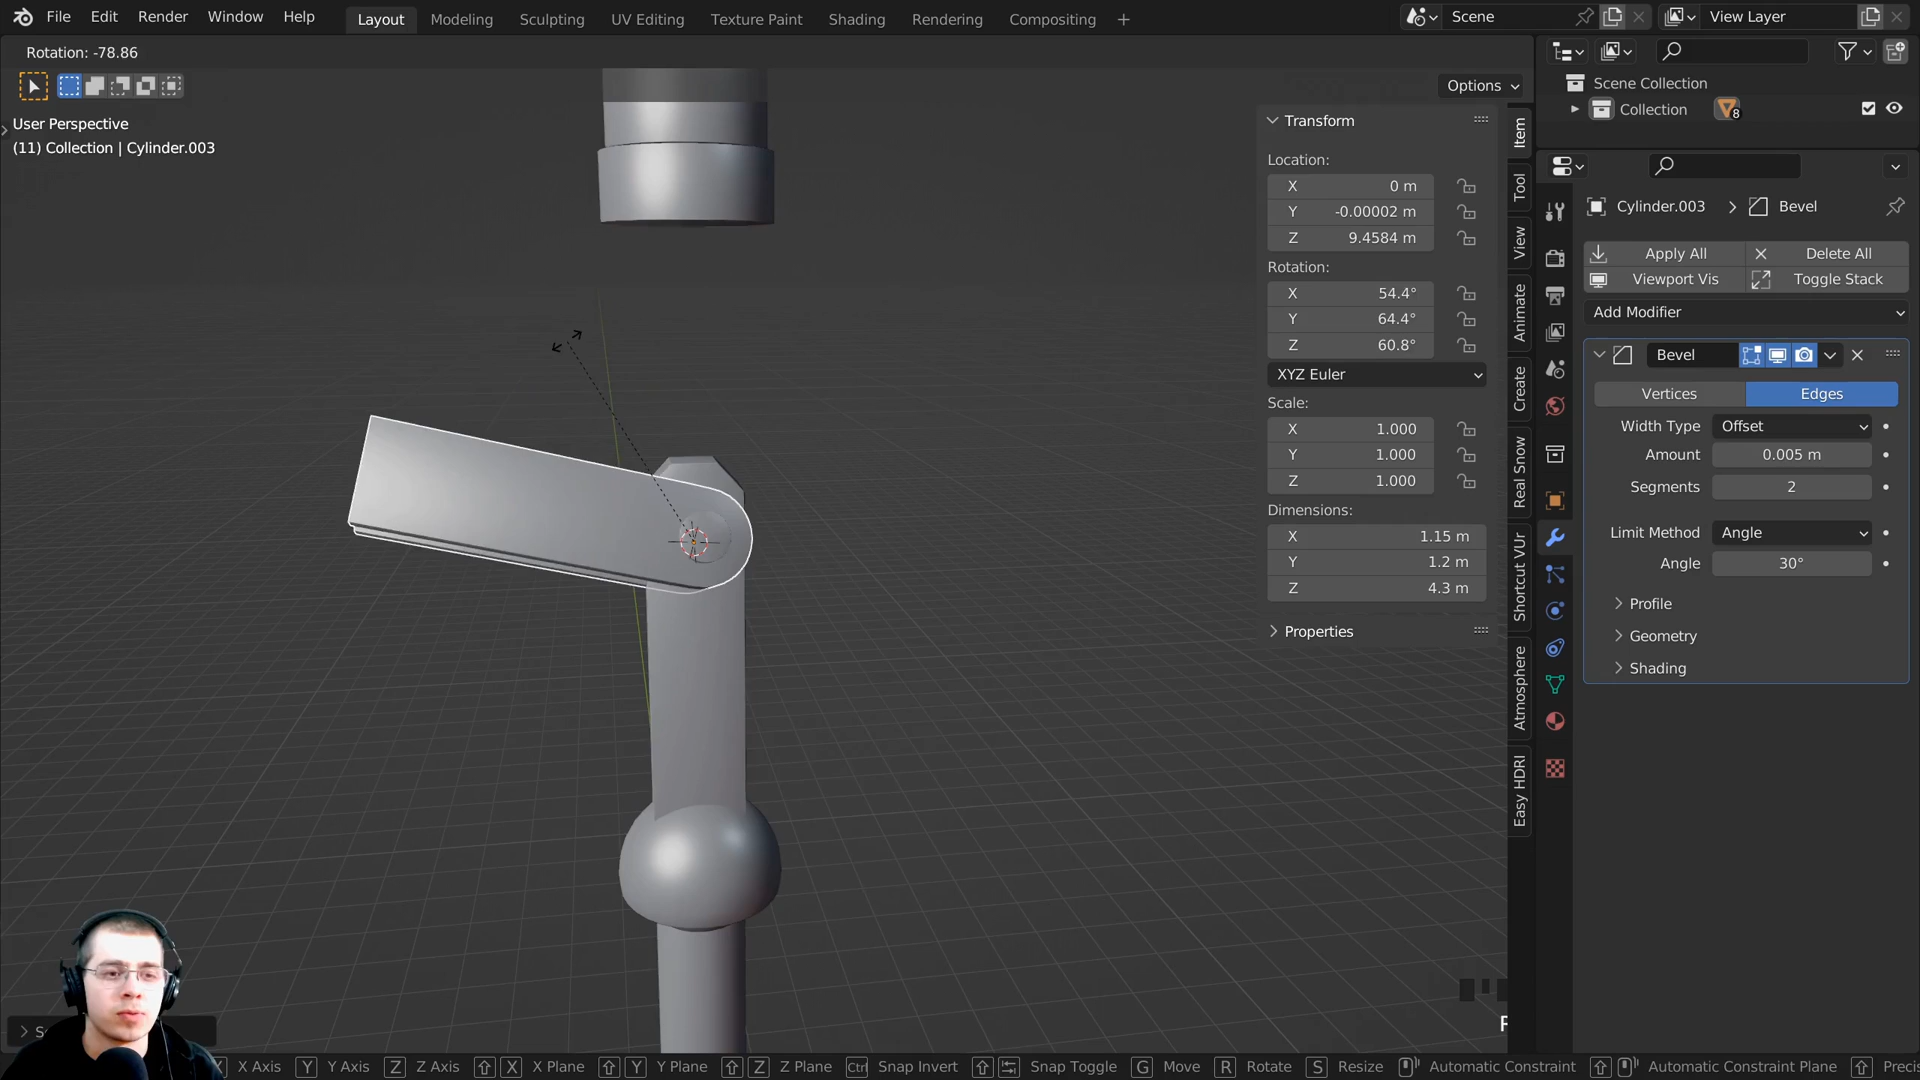 File Edit Render Window Help
Layout Modeling Sculpting UV Editing Texture Paint Shading Rendering Compositing +
Scene
View Layer
Rotation: -78.86
Options
User Perspective
(11) Collection | Cylinder.003
Transform
Location:
X 0 m
Y -0.00002 m
Z 9.4584 m
Rotation:
X 54.4°
Y 64.4°
Z 60.8°
XYZ Euler
Scale:
X 1.000
Y 1.000
Z 1.000
Dimensions:
X 1.15 m
Y 1.2 m
Z 4.3 m
Properties
Item
Tool
View
Animate
Create
Real Snow
Shortcut VUr
Atmosphere
Easy HDRI
Scene Collection
Collection 8
Cylinder.003 > Bevel
Apply All Delete All
Viewport Vis Toggle Stack
Add Modifier
Bevel
Vertices Edges
Width Type Offset
Amount 0.005 m
Segments 2
Limit Method Angle
Angle 30°
Profile
Geometry
Shading
X Axis Y Y Axis Z Z Axis X X Plane Y Y Plane Z Z Plane Ctrl Snap Invert Snap Toggle G Move R Rotate S Resize Automatic Constraint Automatic Constraint Plane